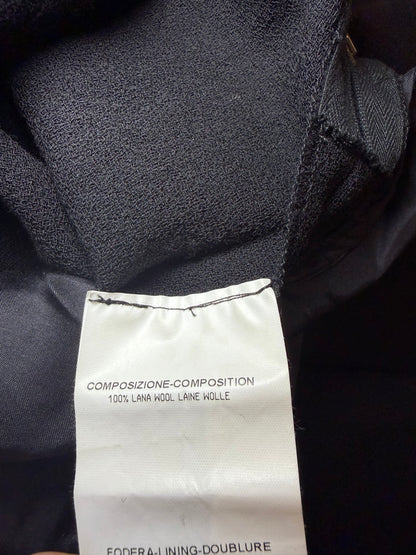 COMPOSIZIONE-COMPOSITION
100% LANA WOOL LAINE WOLLE
FODERA-LINING-DOUBLURE